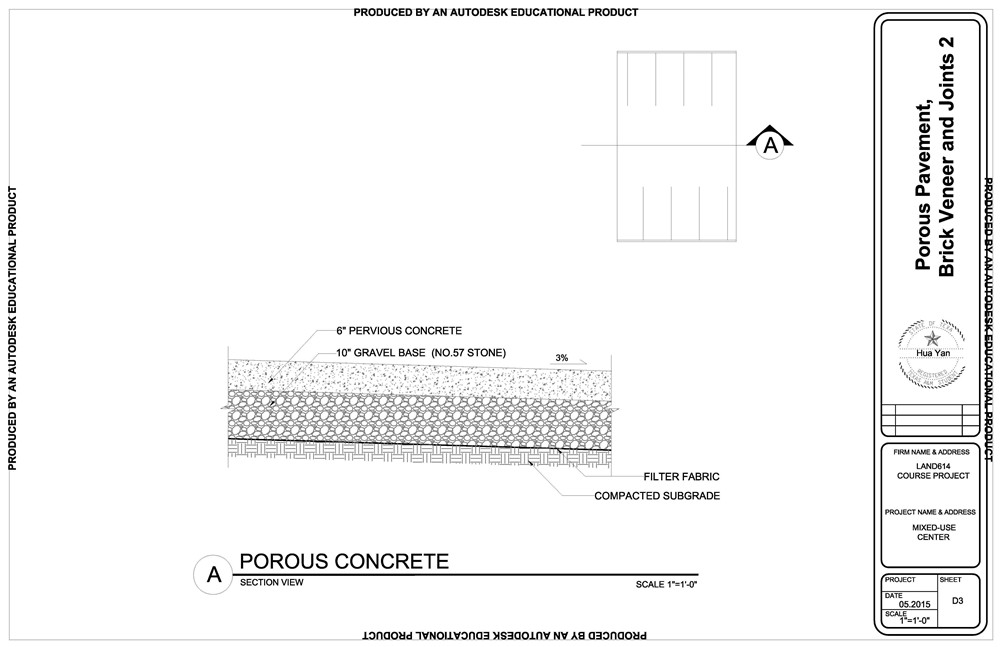 PRODUCED BY AN AUTODESK EDUCATIONAL PRODUCT
PRODUCED BY AN AUTODESK EDUCATIONAL PRODUCT
A
6" PERVIOUS CONCRETE
10" GRAVEL BASE (NO.57 STONE)
3%
FILTER FABRIC
COMPACTED SUBGRADE
A
POROUS CONCRETE
SECTION VIEW
SCALE 1"=1'-0"
Porous Pavement,
Brick Veneer and Joints 2
STATE OF
Hua Yan
REGISTERED
FIRM NAME & ADDRESS
LAND614
COURSE PROJECT
PROJECT NAME & ADDRESS
MIXED-USE
CENTER
PROJECT
SHEET
DATE
05.2015
D3
SCALE
1"=1'-0"
PRODUCED BY AN AUTODESK EDUCATIONAL PRODUCT
PRODUCED BY AN AUTODESK EDUCATIONAL PRODUCT